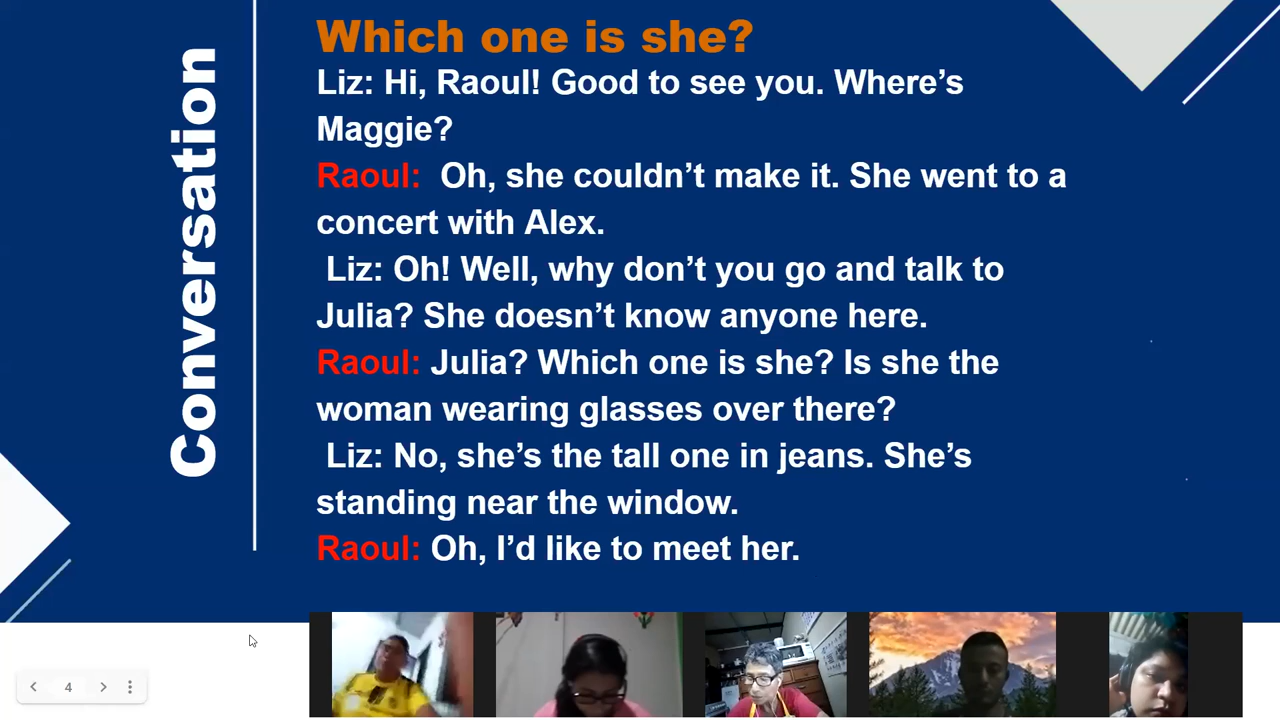 Conversation
Which one is she?
Liz: Hi, Raoul! Good to see you. Where’s
Maggie?
Raoul: Oh, she couldn’t make it. She went to a
concert with Alex.
Liz: Oh! Well, why don’t you go and talk to
Julia? She doesn’t know anyone here.
Raoul: Julia? Which one is she? Is she the
woman wearing glasses over there?
Liz: No, she’s the tall one in jeans. She’s
standing near the window.
Raoul: Oh, I’d like to meet her.
4